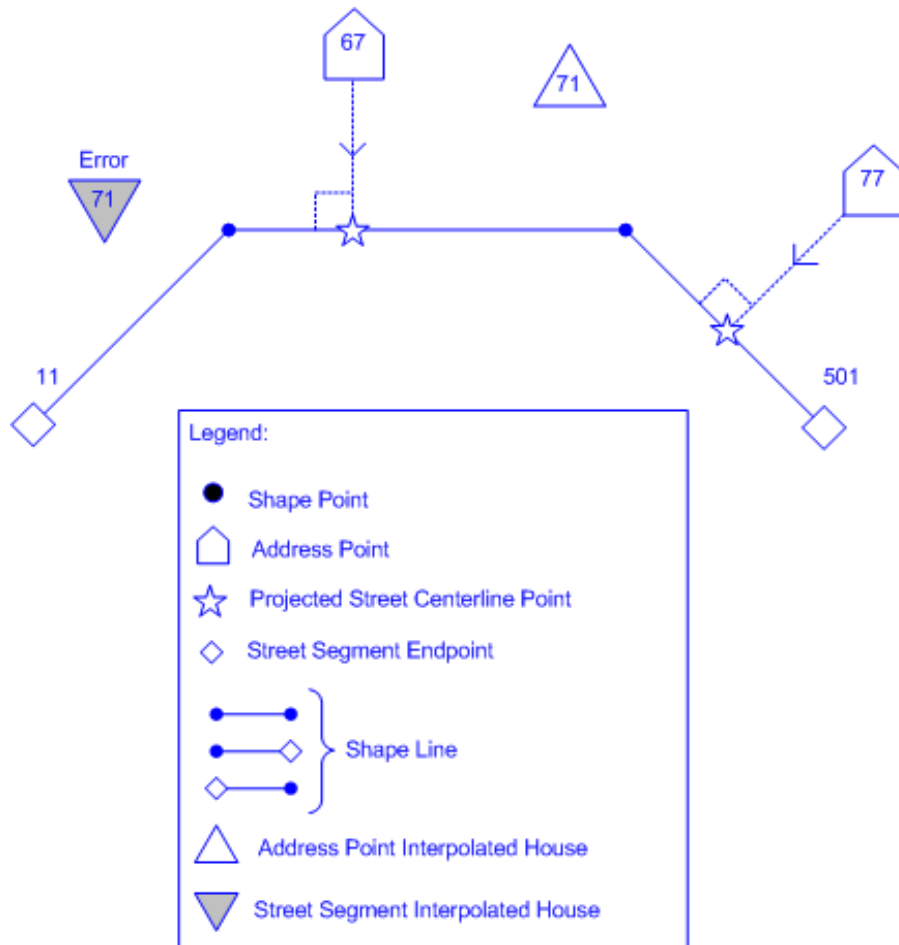 67
71
Error
71
77
11
501
Legend:
Shape Point
Address Point
Projected Street Centerline Point
Street Segment Endpoint
Shape Line
Address Point Interpolated House
Street Segment Interpolated House